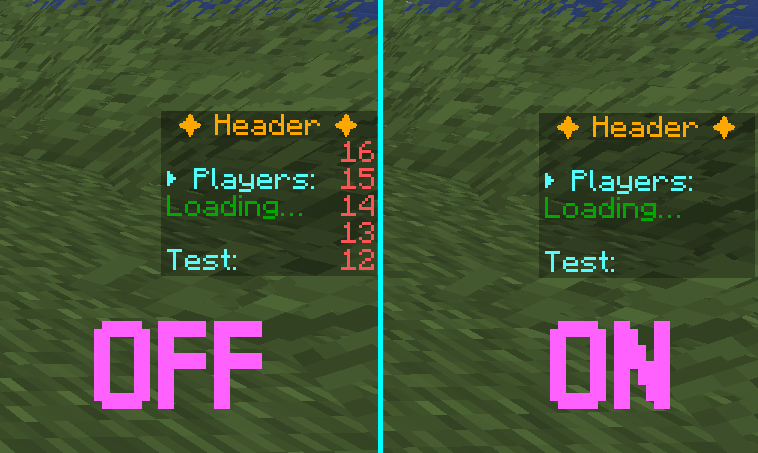 ✦ Header ✦
16
▸ Players: 15
Loading... 14
13
Test: 12
OFF
✦ Header ✦
▸ Players:
Loading...
Test:
ON